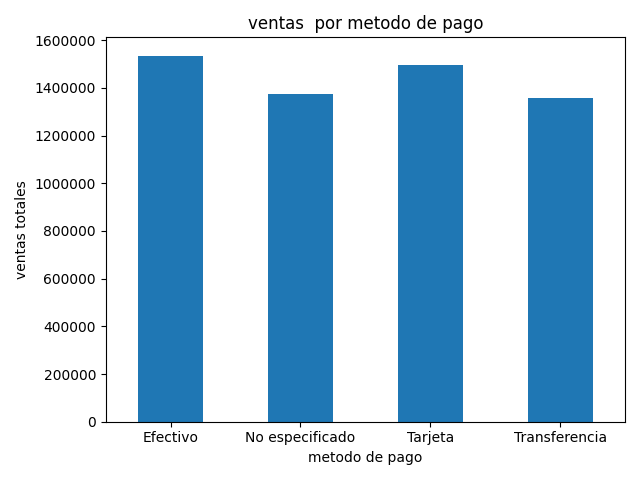 ventas  por metodo de pago
1600000
1400000
1200000
1000000
800000
600000
400000
200000
0
ventas totales
Efectivo
No especificado
Tarjeta
Transferencia
metodo de pago